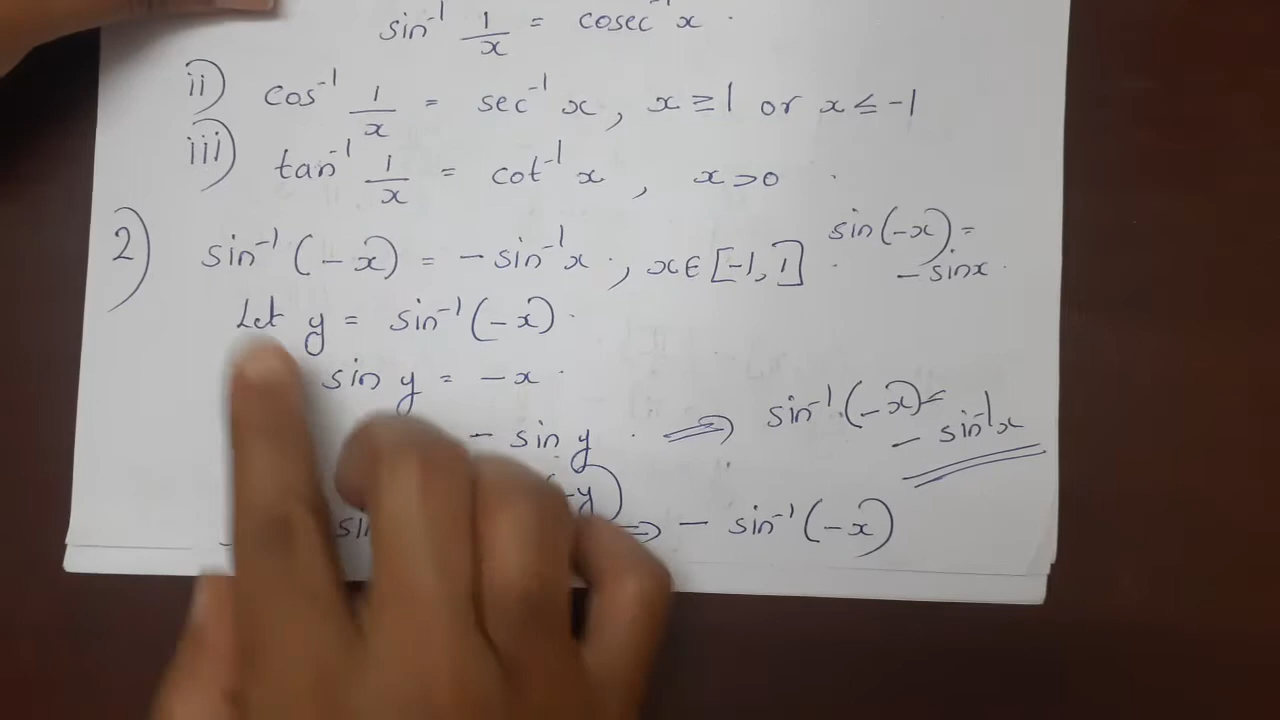 sin⁻¹ 1/x = cosec⁻¹ x .
ii) cos⁻¹ 1/x = sec⁻¹ x , x ≥ 1 or x ≤ -1
iii) tan⁻¹ 1/x = cot⁻¹ x , x > 0 .
2) sin⁻¹ (-x) = - sin⁻¹ x . , x ∈ [-1, 1] .
sin(-x) =
- sin x .
Let y = sin⁻¹ (-x) .
sin y = -x .
- sin y .
⇒ sin⁻¹ (-x) =
- sin⁻¹ x
-y)
sin
⇒ - sin⁻¹ (-x)